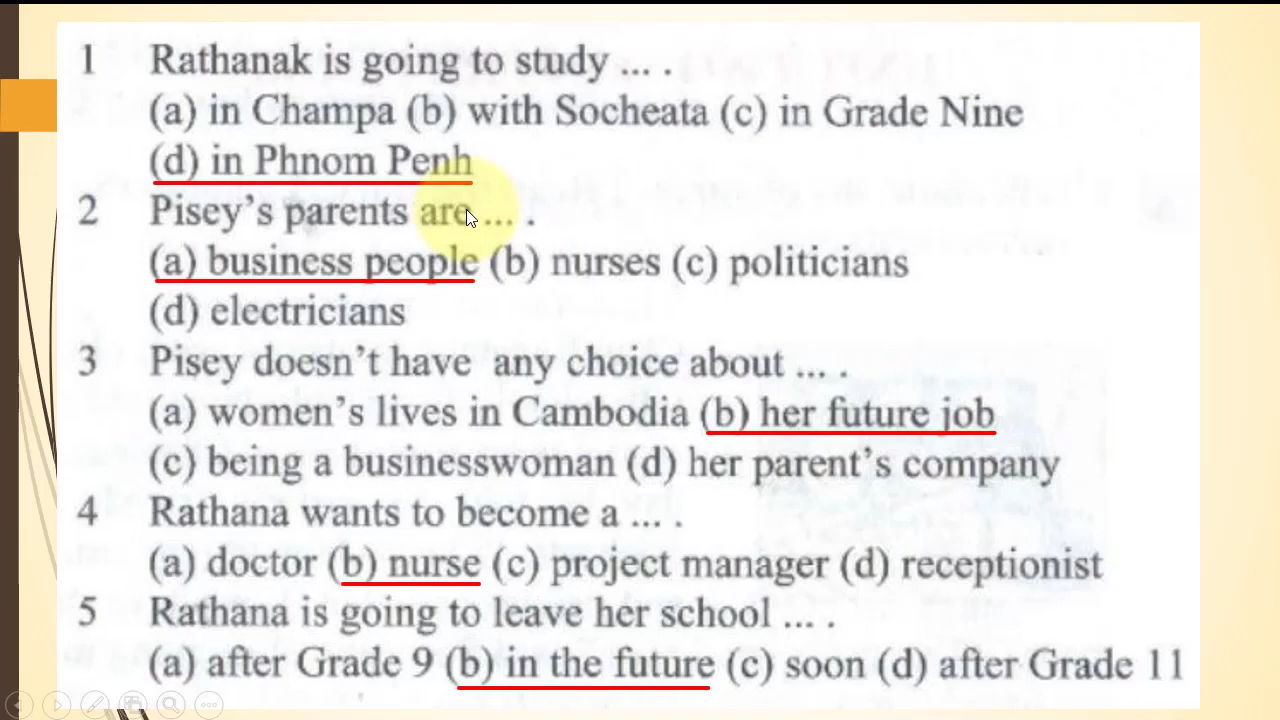 1 Rathanak is going to study ... .
(a) in Champa (b) with Socheata (c) in Grade Nine
(d) in Phnom Penh
2 Pisey’s parents are ... .
(a) business people (b) nurses (c) politicians
(d) electricians
3 Pisey doesn’t have any choice about ... .
(a) women’s lives in Cambodia (b) her future job
(c) being a businesswoman (d) her parent’s company
4 Rathana wants to become a ... .
(a) doctor (b) nurse (c) project manager (d) receptionist
5 Rathana is going to leave her school ... .
(a) after Grade 9 (b) in the future (c) soon (d) after Grade 11